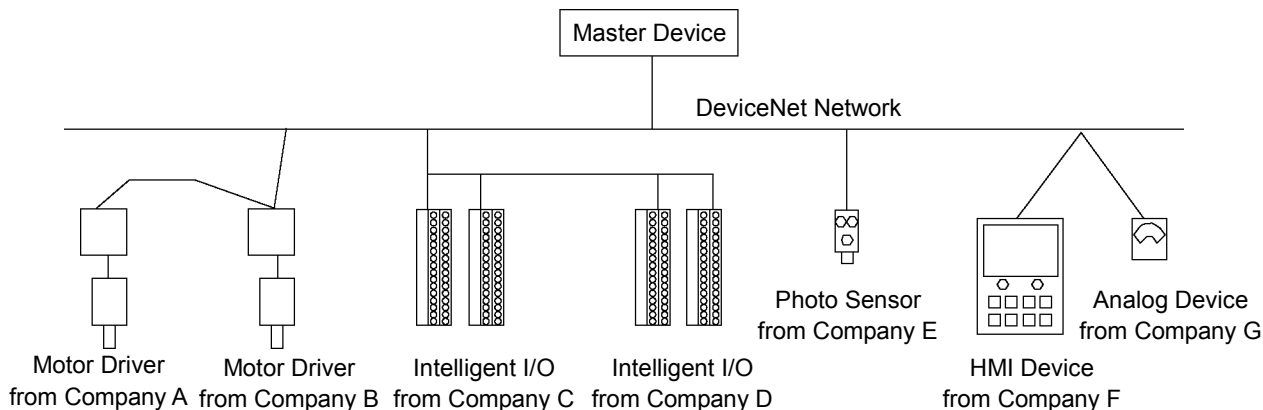 Master Device
DeviceNet Network
Motor Driver
from Company A
Motor Driver
from Company B
Intelligent I/O
from Company C
Intelligent I/O
from Company D
Photo Sensor
from Company E
HMI Device
from Company F
Analog Device
from Company G